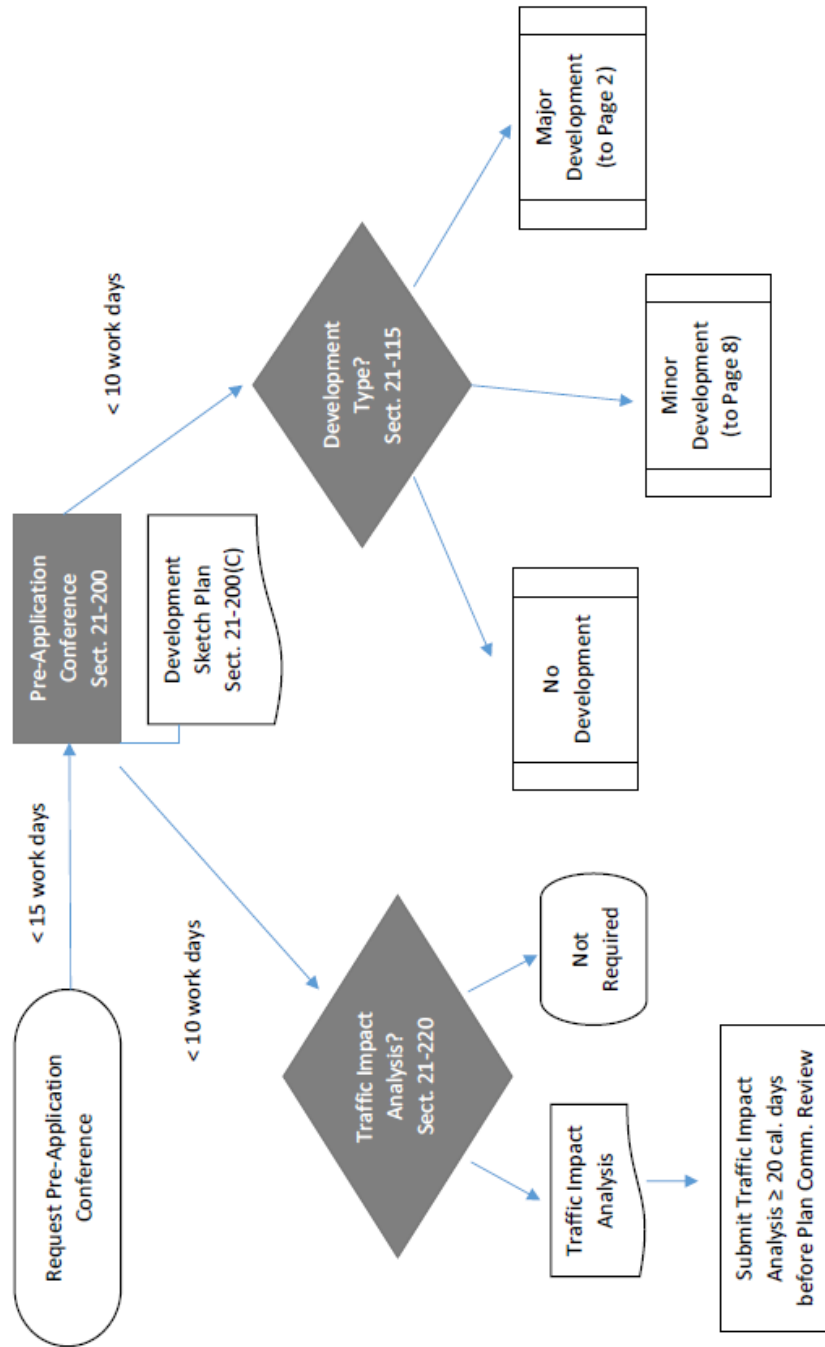 Request Pre-Application
Conference
< 15 work days
Pre-Application
Conference
Sect. 21-200
Development
Sketch Plan
Sect. 21-200(C)
< 10 work days
< 10 work days
Traffic Impact
Analysis?
Sect. 21-220
Development
Type?
Sect. 21-115
Traffic Impact
Analysis
Not
Required
Submit Traffic Impact
Analysis ≥ 20 cal. days
before Plan Comm. Review
No
Development
Minor
Development
(to Page 8)
Major
Development
(to Page 2)